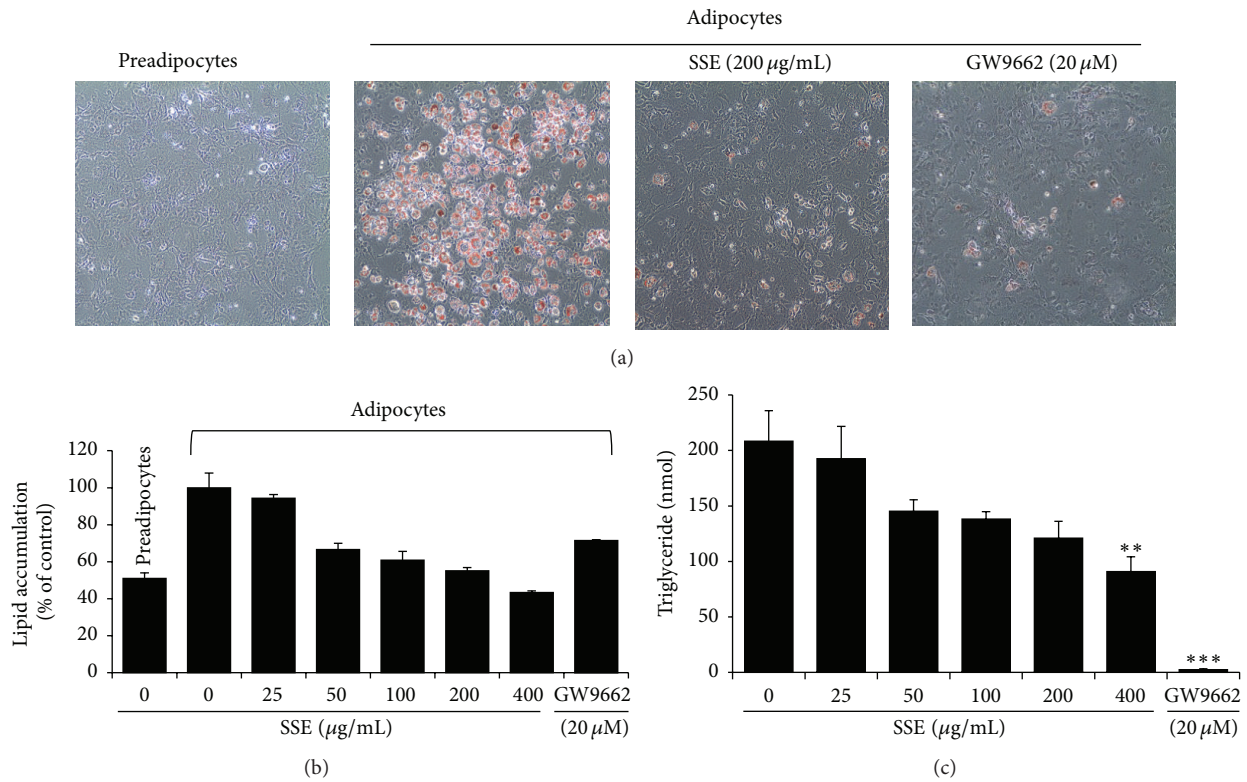 Adipocytes
Preadipocytes
SSE (200 μg/mL)
GW9662 (20 μM)
(a)
Adipocytes
Lipid accumulation
(% of control)
120
100
80
60
40
20
0
Preadipocytes
0
0
25
50
100
200
400
GW9662
SSE (μg/mL)
(20 μM)
(b)
Triglyceride (nmol)
250
200
150
100
50
0
**
***
0
25
50
100
200
400
GW9662
SSE (μg/mL)
(20 μM)
(c)